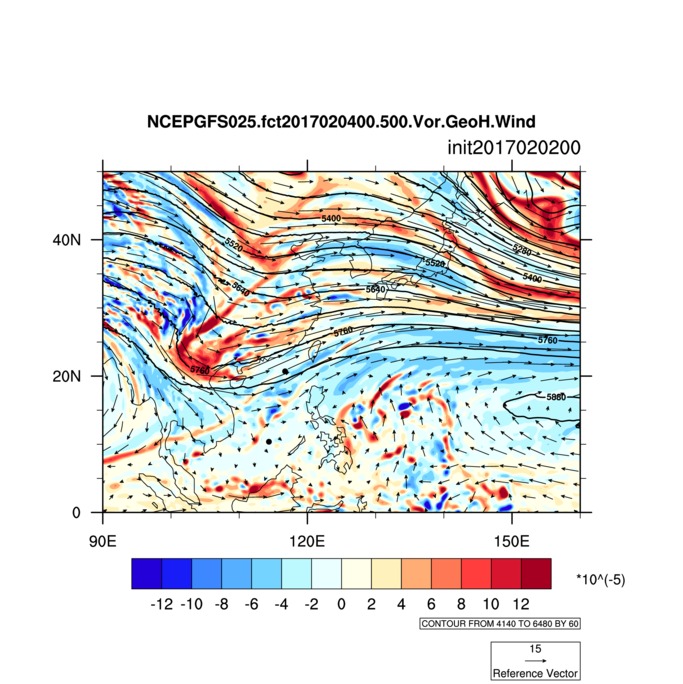 NCEPGFS025.fct2017020400.500.Vor.GeoH.Wind
init2017020200
5400
5280
5520
40N
5520
5400
5640
5640
5760
5760
5760
20N
5880
0
90E 120E 150E
-12 -10 -8 -6 -4 -2 0 2 4 6 8 10 12
*10^(-5)
CONTOUR FROM 4140 TO 6480 BY 60
15
Reference Vector